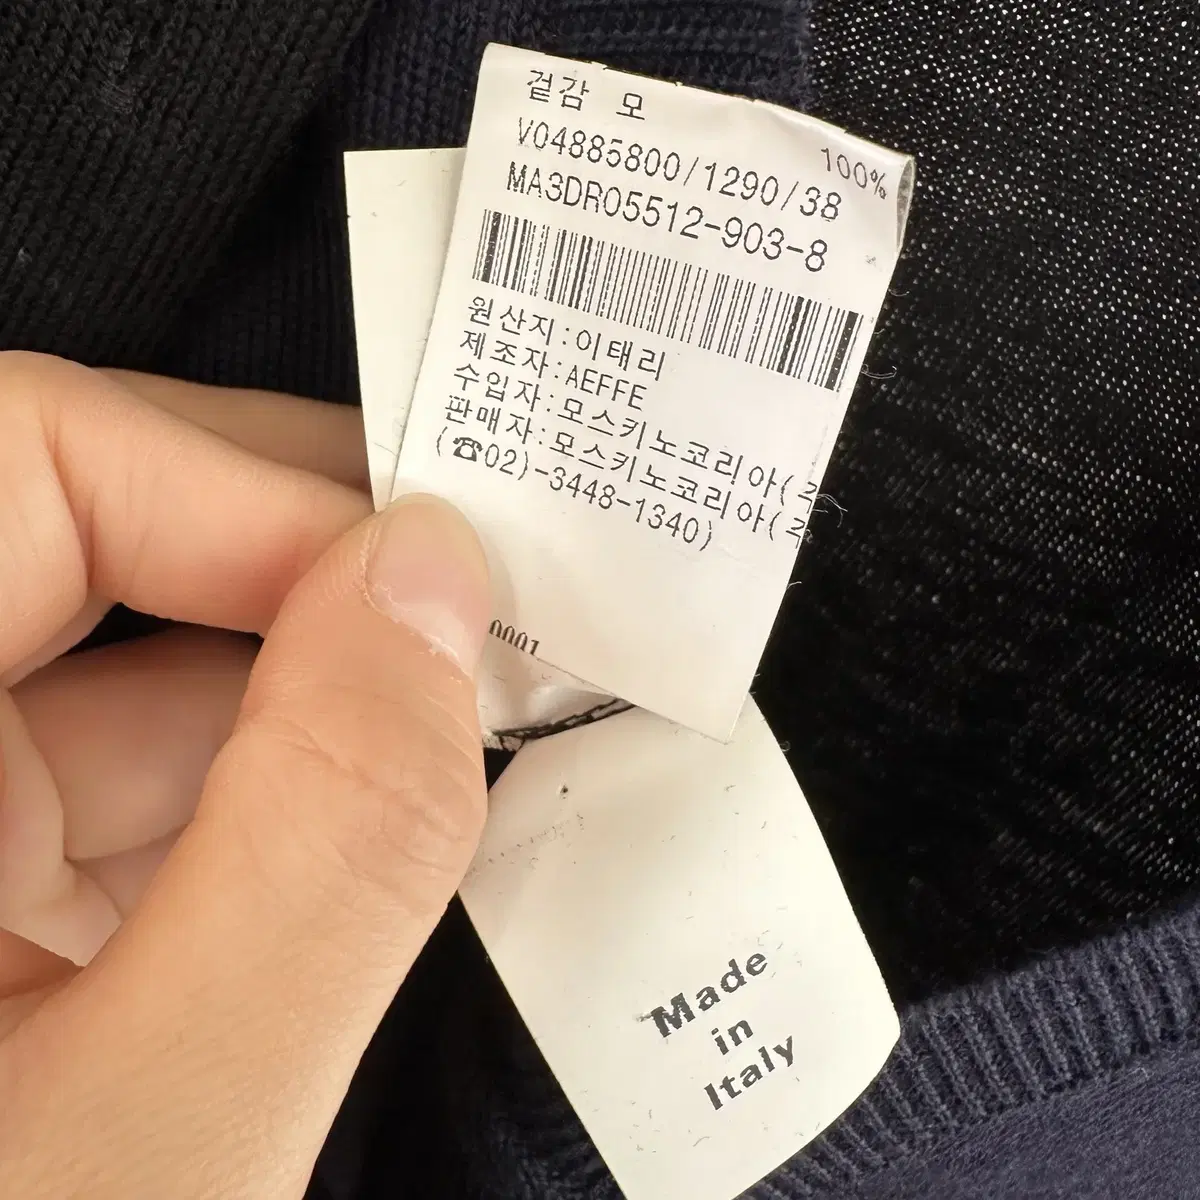 겉감 모 100%
V04885800/1290/38
MA3DR05512-903-8
원산지:이태리
제조자:AEFFE
수입자:모스키노코리아(주
판매자:모스키노코리아(주
(☎02)-3448-1340)
0001
Made
in
Italy